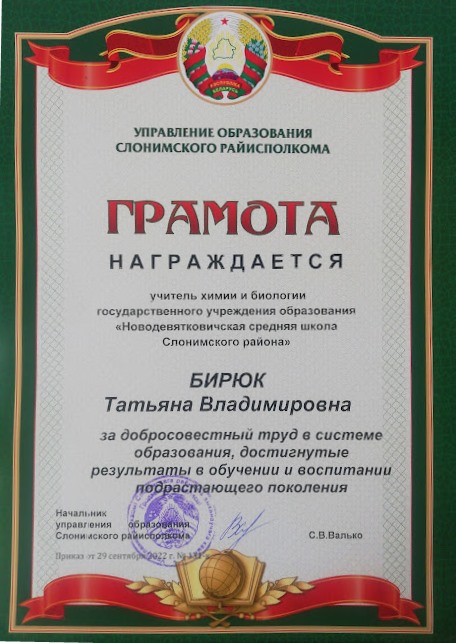 РЭСПУБЛІКА
БЕЛАРУСЬ
УПРАВЛЕНИЕ ОБРАЗОВАНИЯ
СЛОНИМСКОГО РАЙИСПОЛКОМА
ГРАМОТА
НАГРАЖДАЕТСЯ
учитель химии и биологии
государственного учреждения образования
«Новодевятковичская средняя школа
Слонимского района»
БИРЮК
Татьяна Владимировна
за добросовестный труд в системе
образования, достигнутые
результаты в обучении и воспитании
подрастающего поколения
Начальник
управления образования
Слонимского райисполкома
С.В.Валько
Приказ от 29 сентября 2022 г. №